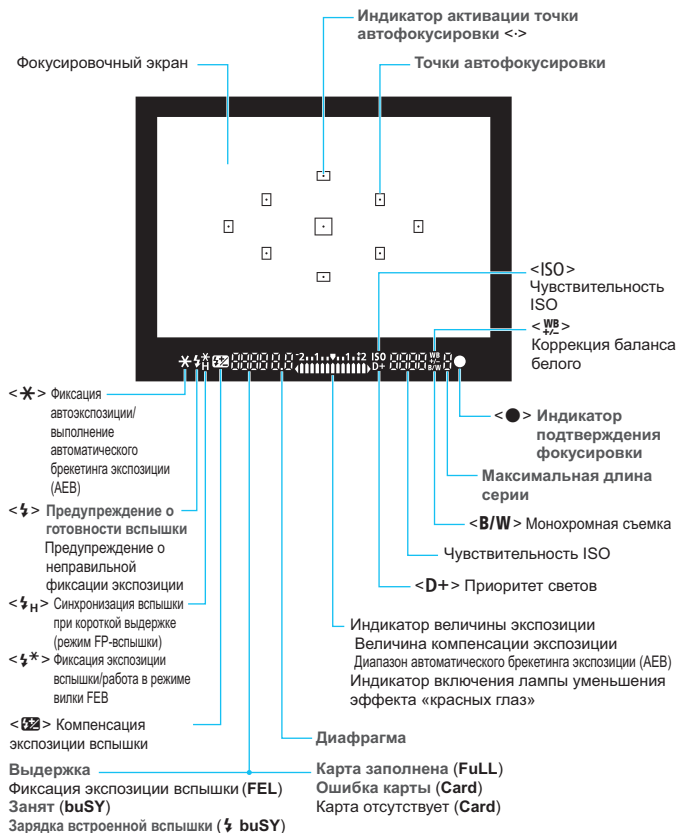 Индикатор активации точки
автофокусировки <·>
Фокусировочный экран
Точки автофокусировки
<ISO>
Чувствительность
ISO
<WB +/->
Коррекция баланса
белого
<✱> Фиксация
автоэкспозиции/
выполнение
автоматического
брекетинга экспозиции
(AEB)
<●> Индикатор
подтверждения
фокусировки
Максимальная длина
серии
<⚡> Предупреждение о
готовности вспышки
Предупреждение о
неправильной
фиксации экспозиции
<B/W> Монохромная съемка
Чувствительность ISO
<D+> Приоритет светов
<⚡H> Синхронизация вспышки
при короткой выдержке
(режим FP-вспышки)
<⚡✱> Фиксация экспозиции
вспышки/работа в режиме
вилки FEB
Индикатор величины экспозиции
Величина компенсации экспозиции
Диапазон автоматического брекетинга экспозиции (AEB)
Индикатор включения лампы уменьшения
эффекта «красных глаз»
<⚡±> Компенсация
экспозиции вспышки
Диафрагма
Выдержка
Фиксация экспозиции вспышки (FEL)
Занят (buSY)
Зарядка встроенной вспышки (⚡ buSY)
Карта заполнена (FuLL)
Ошибка карты (Card)
Карта отсутствует (Card)